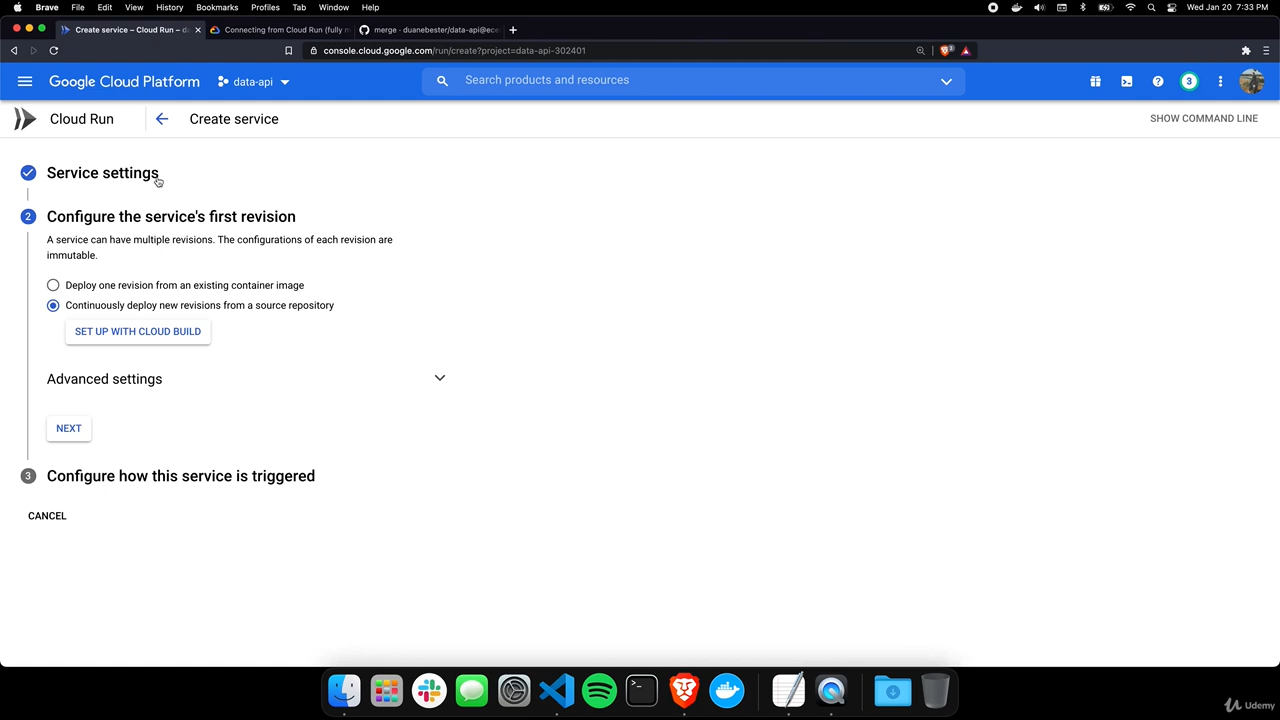 Brave File Edit View History Bookmarks Profiles Tab Window Help Wed Jan 20 7:33 PM
Create service – Cloud Run – da Connecting from Cloud Run (fully m merge · duanebester/data-api@ece
console.cloud.google.com/run/create?project=data-api-302401
Google Cloud Platform data-api Search products and resources 3
Cloud Run Create service SHOW COMMAND LINE
Service settings
2 Configure the service's first revision
A service can have multiple revisions. The configurations of each revision are
immutable.
Deploy one revision from an existing container image
Continuously deploy new revisions from a source repository
SET UP WITH CLOUD BUILD
Advanced settings
NEXT
3 Configure how this service is triggered
CANCEL
Udemy